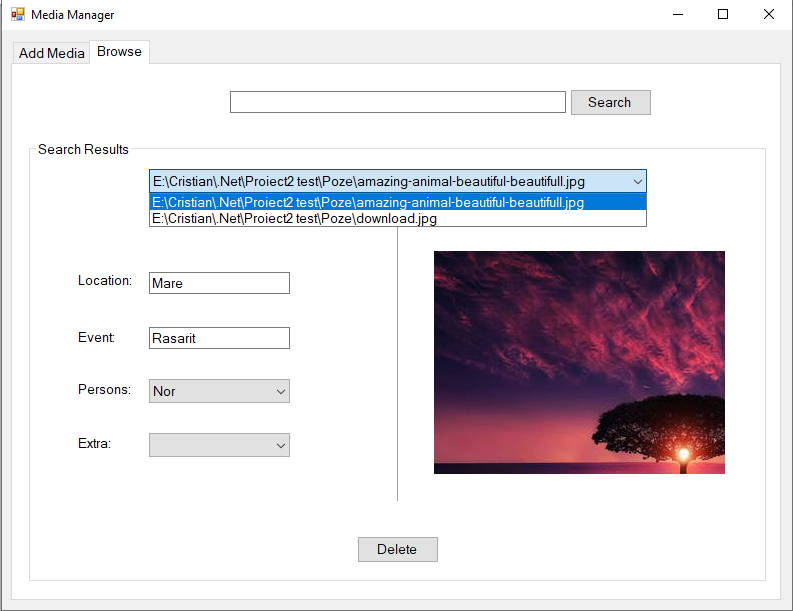 Media Manager
Add Media
Browse
Search
Search Results
E:\Cristian\.Net\Proiect2 test\Poze\amazing-animal-beautiful-beautifull.jpg
E:\Cristian\.Net\Proiect2 test\Poze\amazing-animal-beautiful-beautifull.jpg
E:\Cristian\.Net\Proiect2 test\Poze\download.jpg
Location: Mare
Event: Rasarit
Persons: Nor
Extra:
Delete